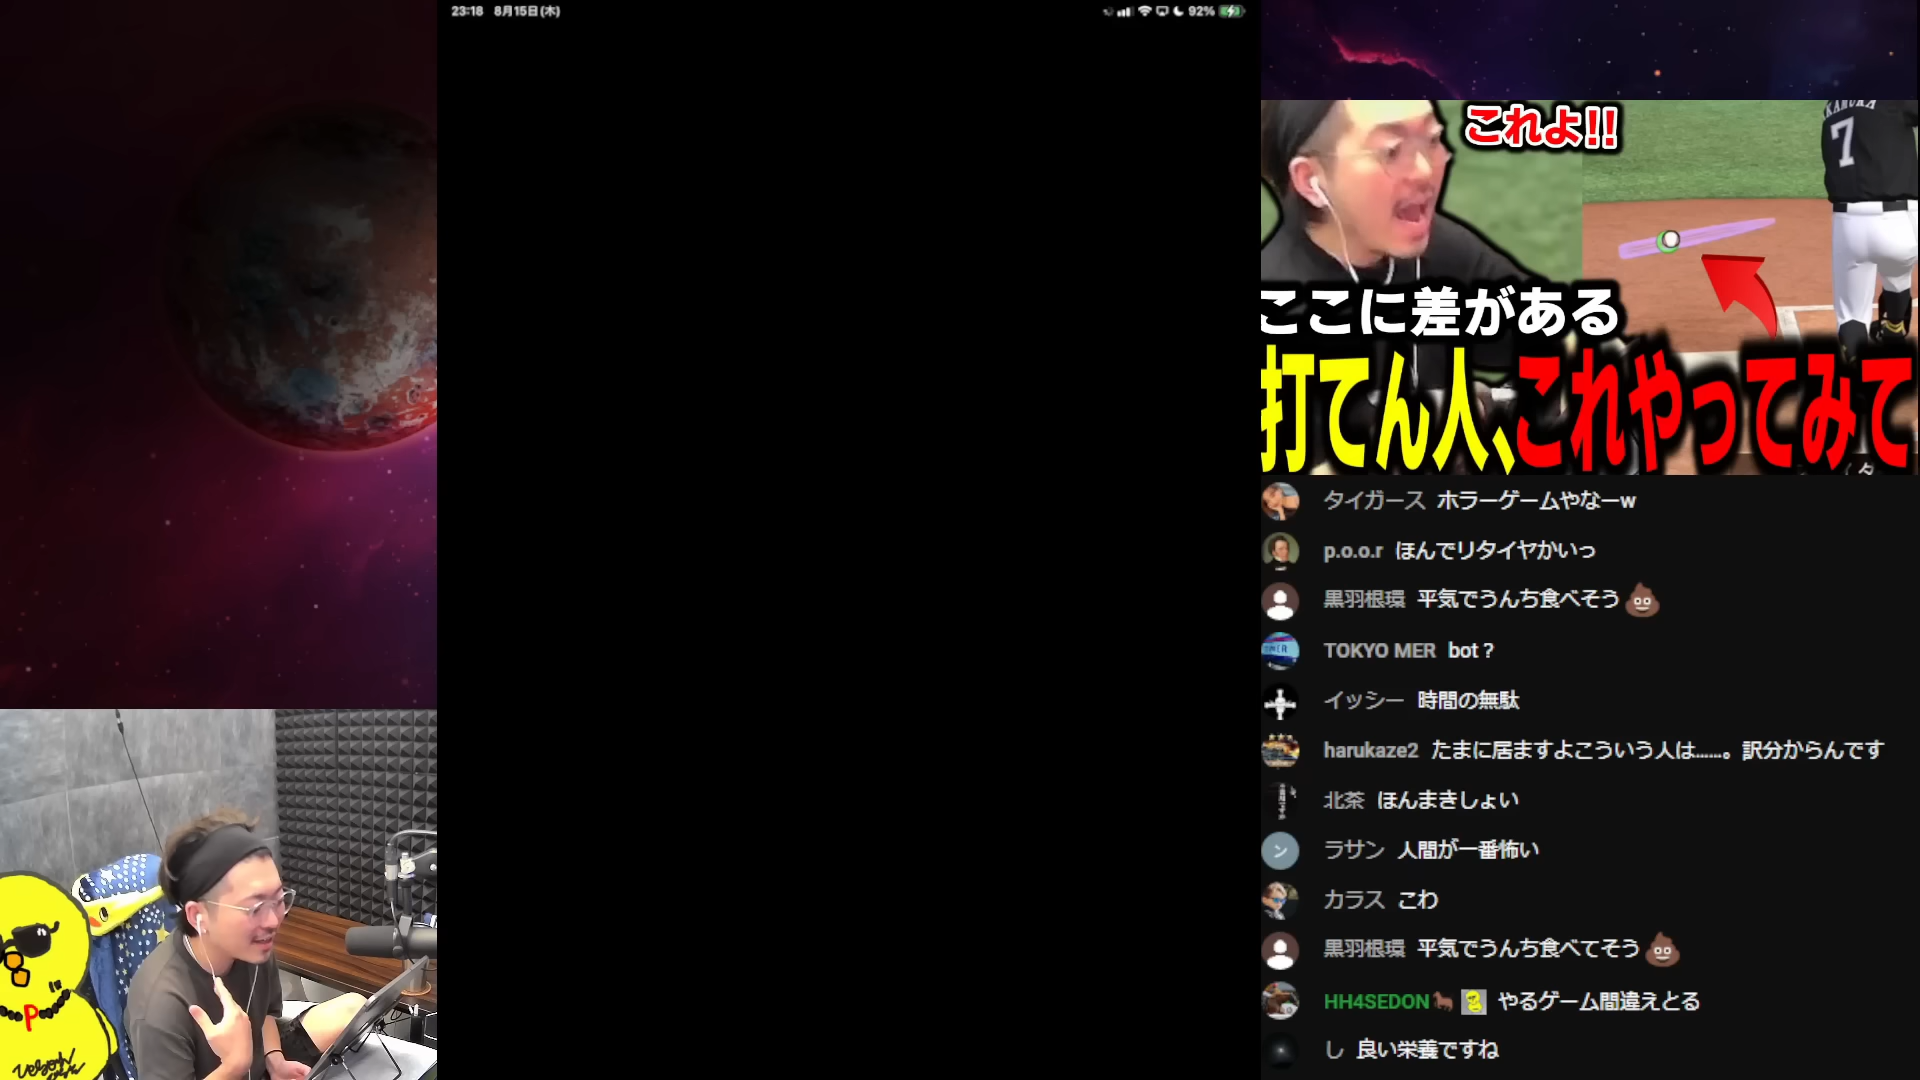 23:18 8月15日(木)
92%
これよ!!
7
ここに差がある
打てん人、これやってみて
タイガース ホラーゲームやなーw
p.o.o.r ほんでリタイヤかいっ
黒羽根環 平気でうんち食べそう💩
TOKYO MER bot？
イッシー 時間の無駄
harukaze2 たまに居ますよこういう人は......。訳分からんです
北茶 ほんまきしょい
ン
ラサン 人間が一番怖い
カラス こわ
黒羽根環 平気でうんち食べてそう💩
HH4SEDON やるゲーム間違えとる
し 良い栄養ですね
P